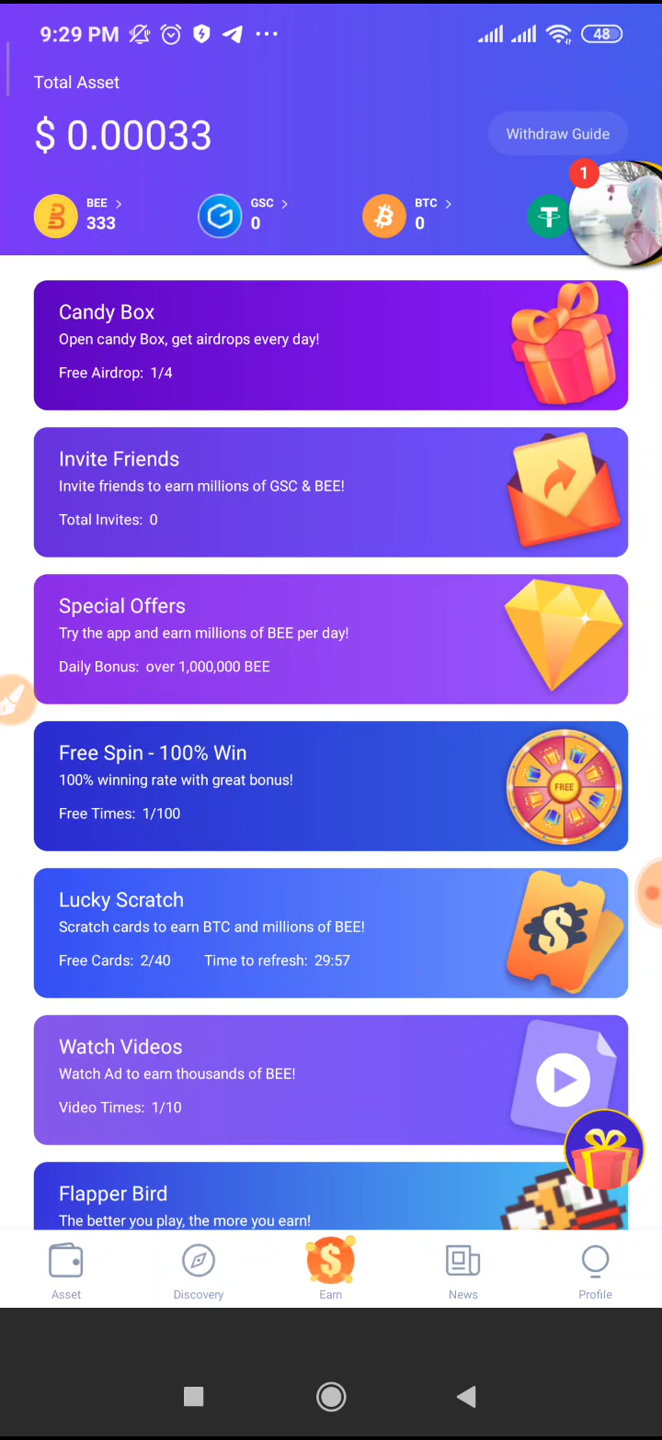 9:29 PM
48
Total Asset
$ 0.00033
Withdraw Guide
1
BEE
333
GSC
0
BTC
0
Candy Box
Open candy Box, get airdrops every day!
Free Airdrop: 1/4
Invite Friends
Invite friends to earn millions of GSC & BEE!
Total Invites: 0
Special Offers
Try the app and earn millions of BEE per day!
Daily Bonus: over 1,000,000 BEE
Free Spin - 100% Win
100% winning rate with great bonus!
Free Times: 1/100
FREE
Lucky Scratch
Scratch cards to earn BTC and millions of BEE!
Free Cards: 2/40 Time to refresh: 29:57
Watch Videos
Watch Ad to earn thousands of BEE!
Video Times: 1/10
Flapper Bird
The better you play, the more you earn!
Asset Discovery Earn News Profile